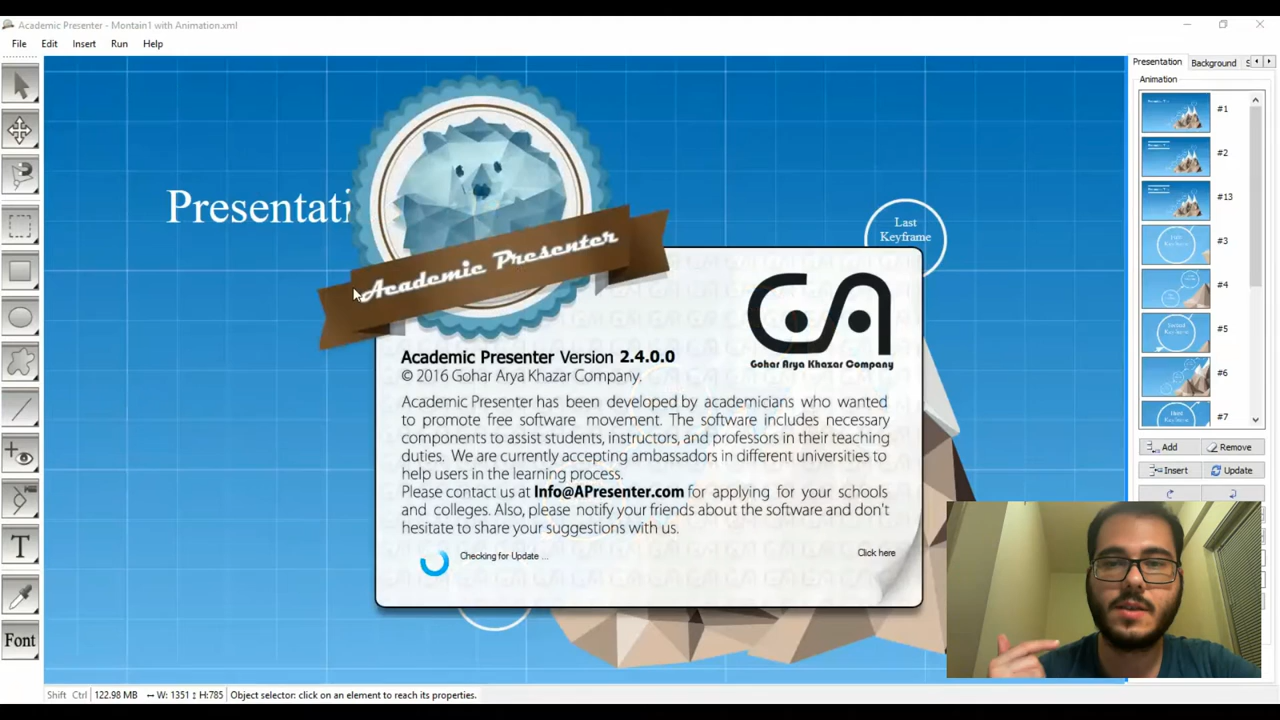 Academic Presenter - Montain1 with Animation.xml
File Edit Insert Run Help
Presentation Background S
Animation
#1
#2
#13
#3
#4
#5
#6
#7
Add Remove
Insert Update
T
Font
Presentati
Last
Keyframe
Academic Presenter
Gohar Arya Khazar Company
Academic Presenter Version 2.4.0.0
© 2016 Gohar Arya Khazar Company.
Academic Presenter has been developed by academicians who wanted
to promote free software movement. The software includes necessary
components to assist students, instructors, and professors in their teaching
duties. We are currently accepting ambassadors in different universities to
help users in the learning process.
Please contact us at Info@APresenter.com for applying for your schools
and colleges. Also, please notify your friends about the software and don't
hesitate to share your suggestions with us.
Checking for Update ...
Click here
Shift Ctrl 122.98 MB W: 1351 H:785 Object selector: click on an element to reach its properties.